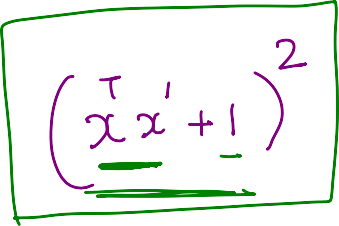 (xᵀx' + 1)²